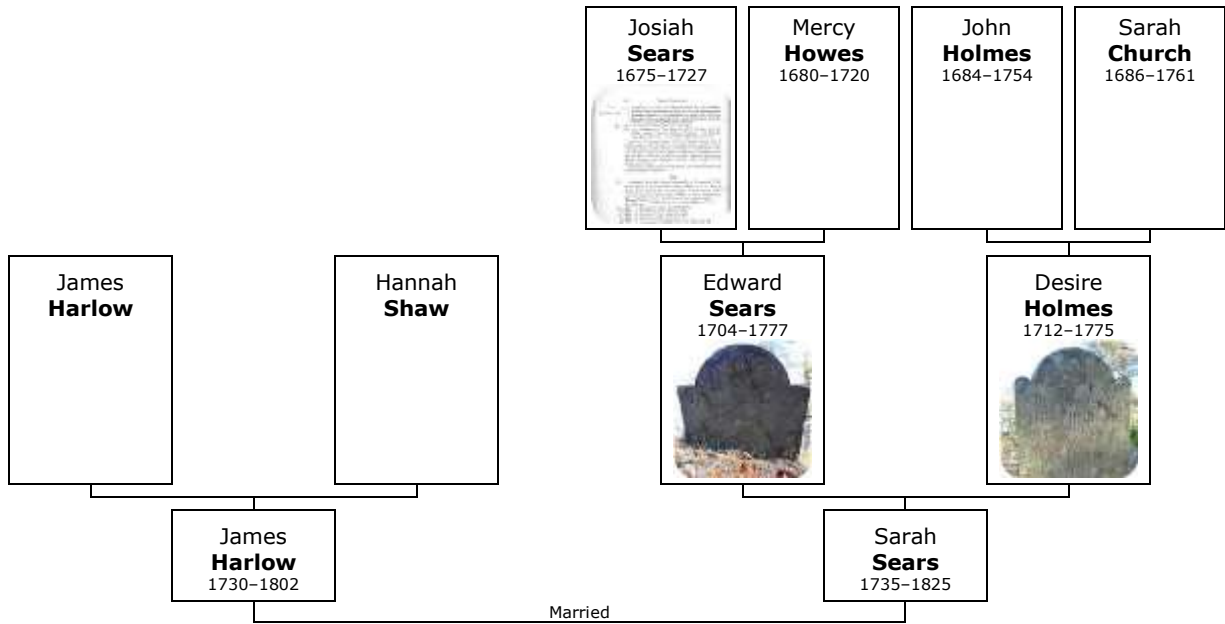 Josiah
Sears
1675–1727
Mercy
Howes
1680–1720
John
Holmes
1684–1754
Sarah
Church
1686–1761
James
Harlow
Hannah
Shaw
Edward
Sears
1704–1777
Desire
Holmes
1712–1775
James
Harlow
1730–1802
Sarah
Sears
1735–1825
Married